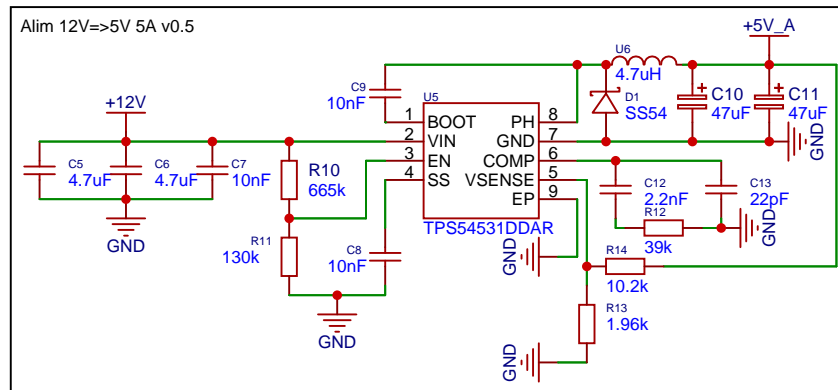 Alim 12V=>5V 5A v0.5
+5V_A
U6
4.7uH
+12V
C9
10nF
U5
1 BOOT
2 VIN
3 EN
4 SS
PH 8
GND 7
COMP 6
VSENSE 5
EP 9
TPS54531DDAR
D1
SS54
+
C10
47uF
+
C11
47uF
GND
C5
4.7uF
C6
4.7uF
C7
10nF
GND
R10
665k
R11
130k
C8
10nF
GND
C12
2.2nF
C13
22pF
R12
39k
GND
GND
R14
10.2k
R13
1.96k
GND